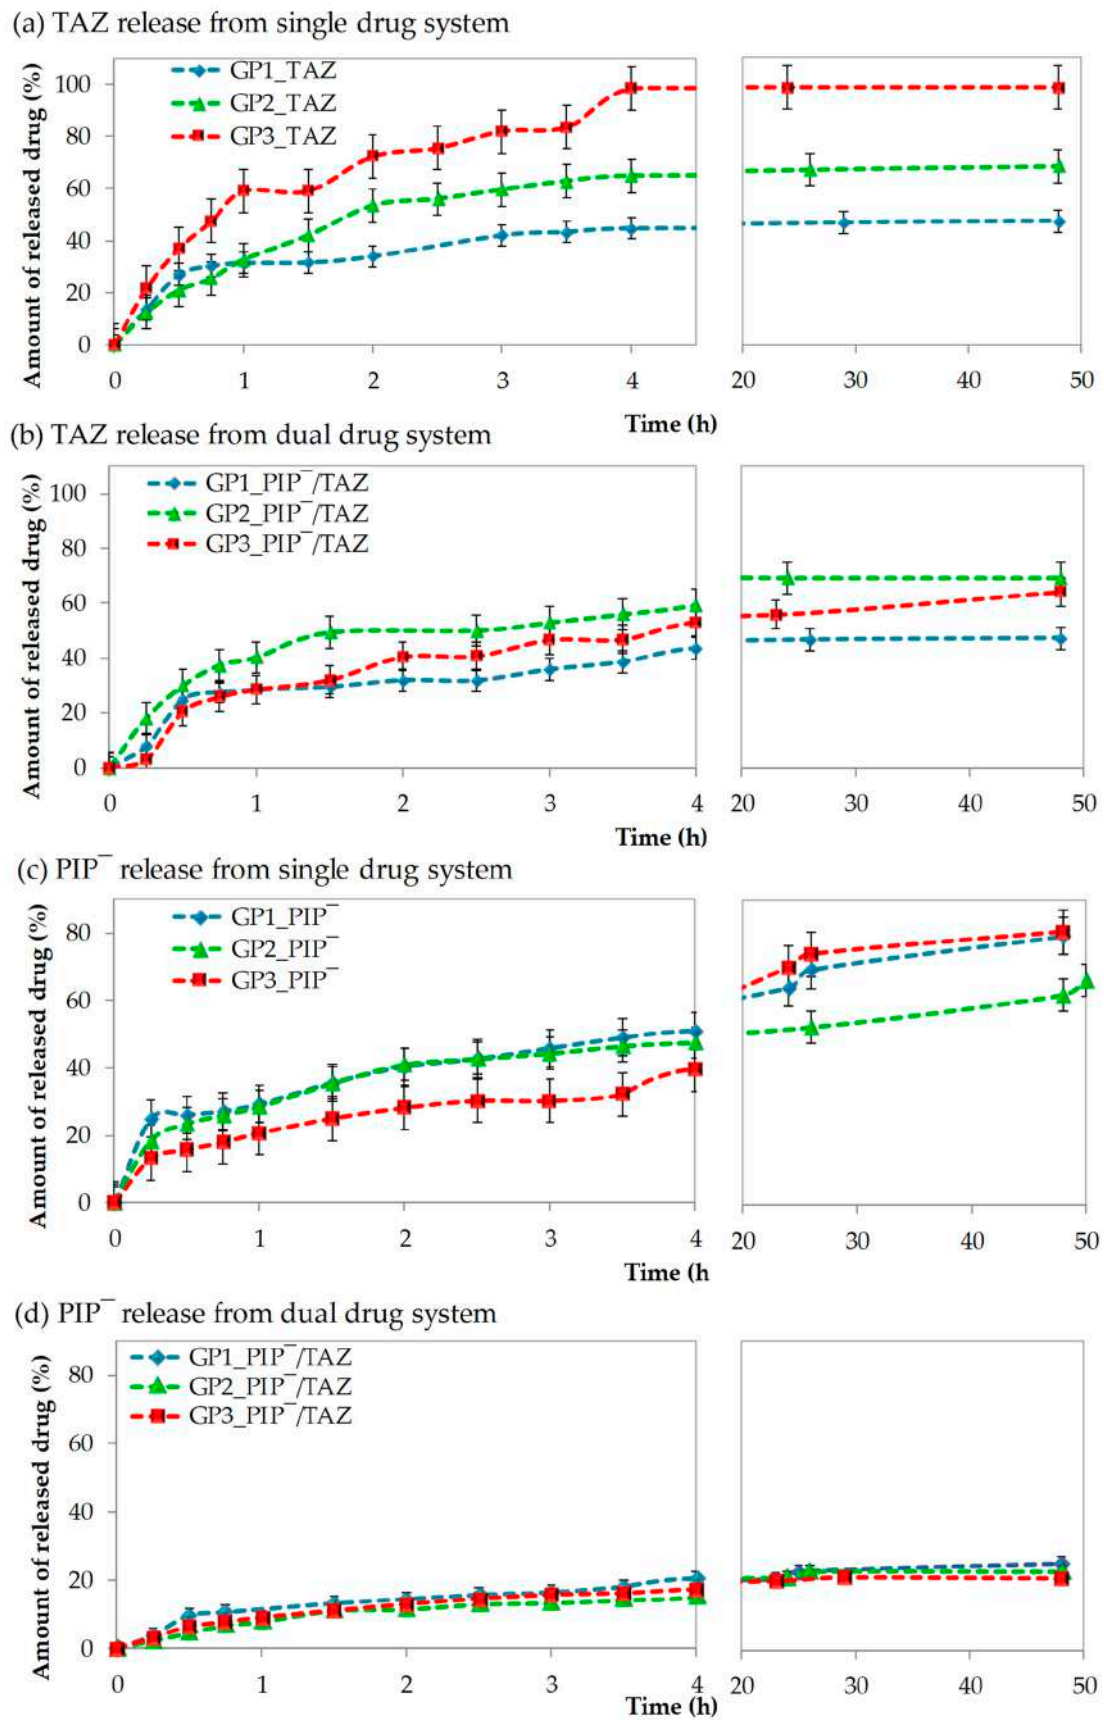 (a) TAZ release from single drug system
Amount of released drug (%)
100
80
60
40
20
0
GP1_TAZ
GP2_TAZ
GP3_TAZ
0 1 2 3 4 20 30 40 50
Time (h)
(b) TAZ release from dual drug system
Amount of released drug (%)
100
80
60
40
20
0
GP1_PIP⁻/TAZ
GP2_PIP⁻/TAZ
GP3_PIP⁻/TAZ
0 1 2 3 4 20 30 40 50
Time (h)
(c) PIP⁻ release from single drug system
Amount of released drug (%)
80
60
40
20
0
GP1_PIP⁻
GP2_PIP⁻
GP3_PIP⁻
0 1 2 3 4 20 30 40 50
Time (h
(d) PIP⁻ release from dual drug system
Amount of released drug (%)
80
60
40
20
0
GP1_PIP⁻/TAZ
GP2_PIP⁻/TAZ
GP3_PIP⁻/TAZ
0 1 2 3 4 20 30 40 50
Time (h)